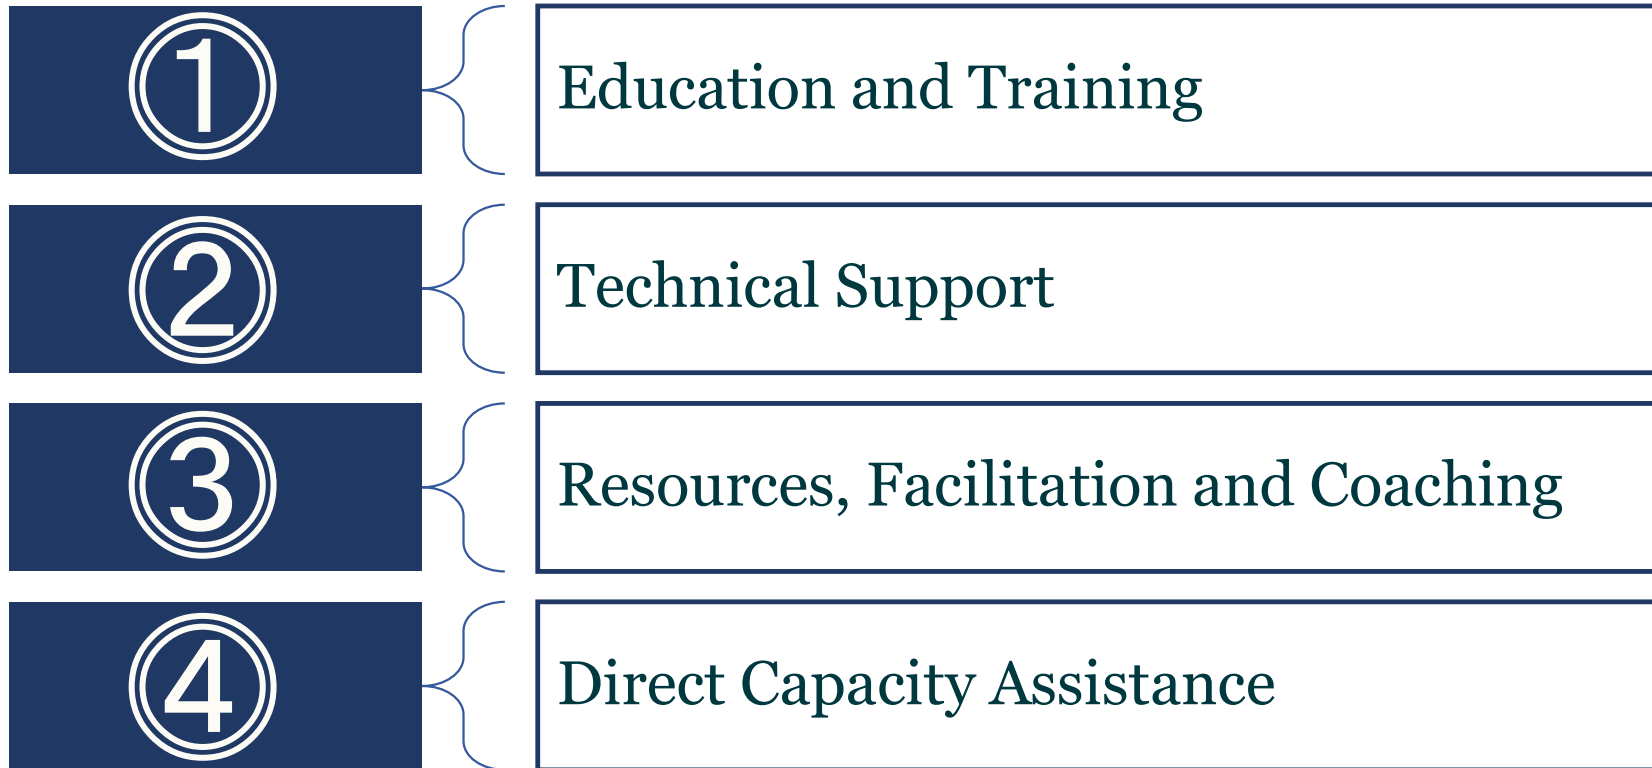 1
Education and Training
2
Technical Support
3
Resources, Facilitation and Coaching
4
Direct Capacity Assistance